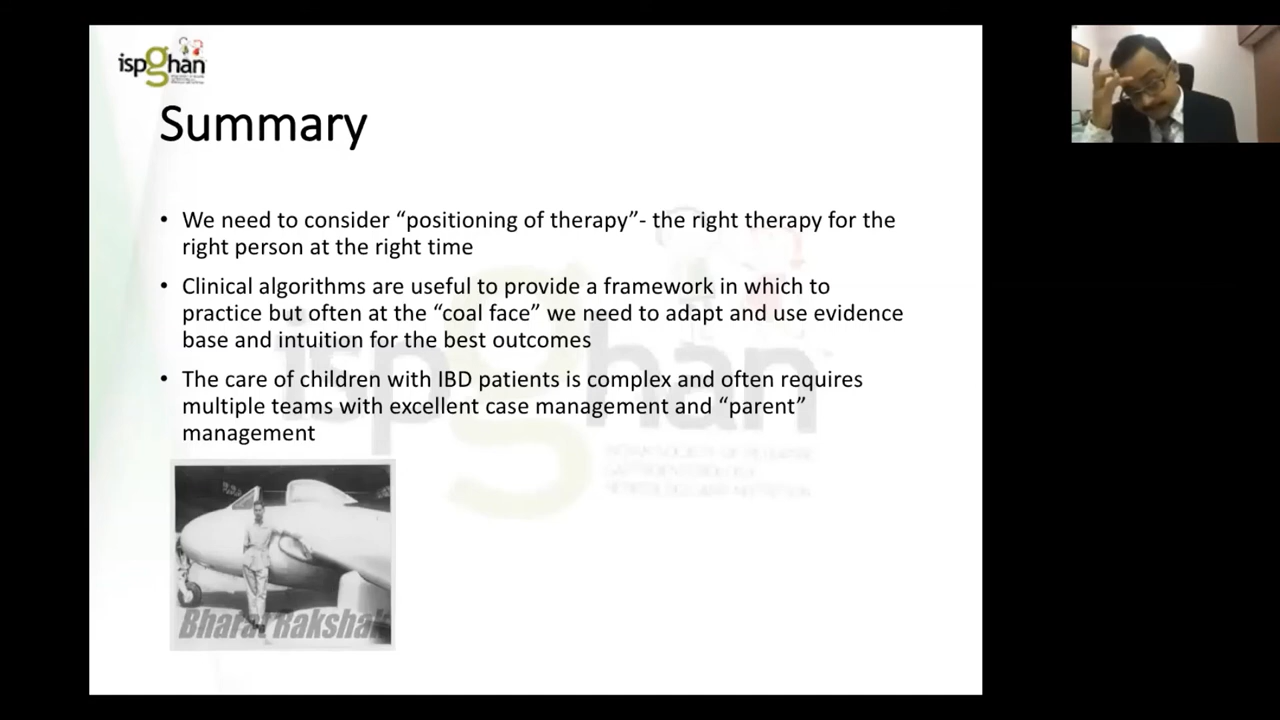 ispghan
Summary
• We need to consider “positioning of therapy”- the right therapy for the
right person at the right time
• Clinical algorithms are useful to provide a framework in which to
practice but often at the “coal face” we need to adapt and use evidence
base and intuition for the best outcomes
• The care of children with IBD patients is complex and often requires
multiple teams with excellent case management and “parent”
management
ispghan
Bharat Rakshak